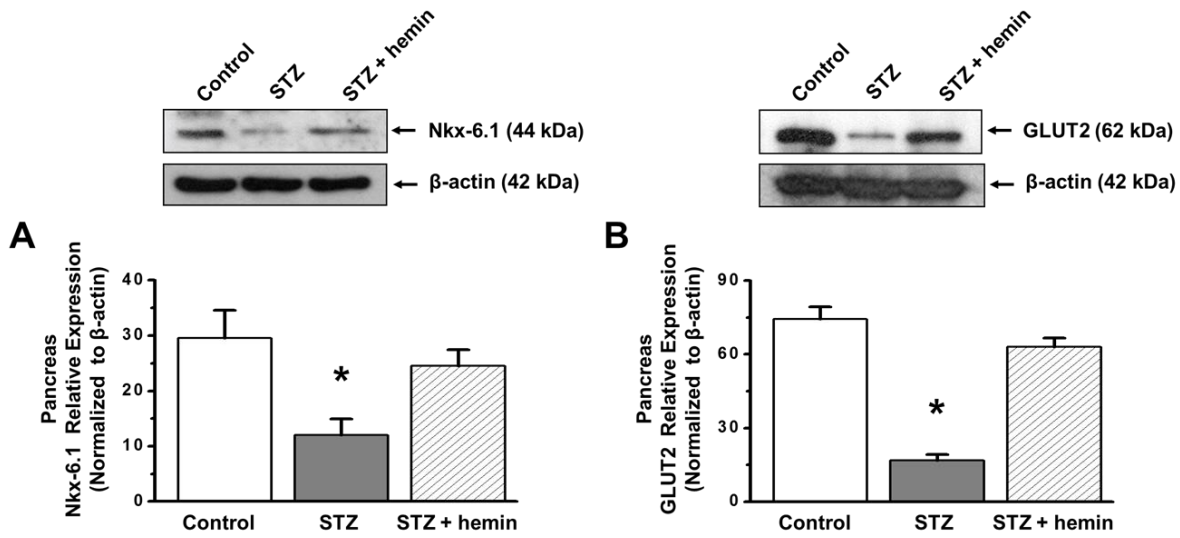 Control
STZ
STZ + hemin
Nkx-6.1 (44 kDa)
β-actin (42 kDa)
A
Pancreas
Nkx-6.1 Relative Expression
(Normalized to β-actin)
40
30
20
10
0
*
Control
STZ
STZ + hemin
Control
STZ
STZ + hemin
GLUT2 (62 kDa)
β-actin (42 kDa)
B
Pancreas
GLUT2 Relative Expression
(Normalized to β-actin)
90
60
30
0
*
Control
STZ
STZ + hemin